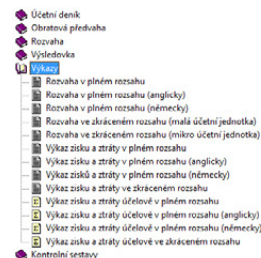 Účetní deník
Obratová předvaha
Rozvaha
Výsledovka
Výkazy
Rozvaha v plném rozsahu
Rozvaha v plném rozsahu (anglicky)
Rozvaha v plném rozsahu (německy)
Rozvaha ve zkráceném rozsahu (malá účetní jednotka)
Rozvaha ve zkráceném rozsahu (mikro účetní jednotka)
Výkaz zisku a ztráty v plném rozsahu
Výkaz zisku a ztráty v plném rozsahu (anglicky)
Výkaz zisků a ztráty v plném rozsahu (německy)
Výkaz zisku a ztráty ve zkráceném rozsahu
Výkaz zisku a ztráty účelově v plném rozsahu
Výkaz zisku a ztráty účelově v plném rozsahu (anglicky)
Výkaz zisku a ztráty účelově v plném rozsahu (německy)
Výkaz zisku a ztráty účelově ve zkráceném rozsahu
Kontrolní sestavy